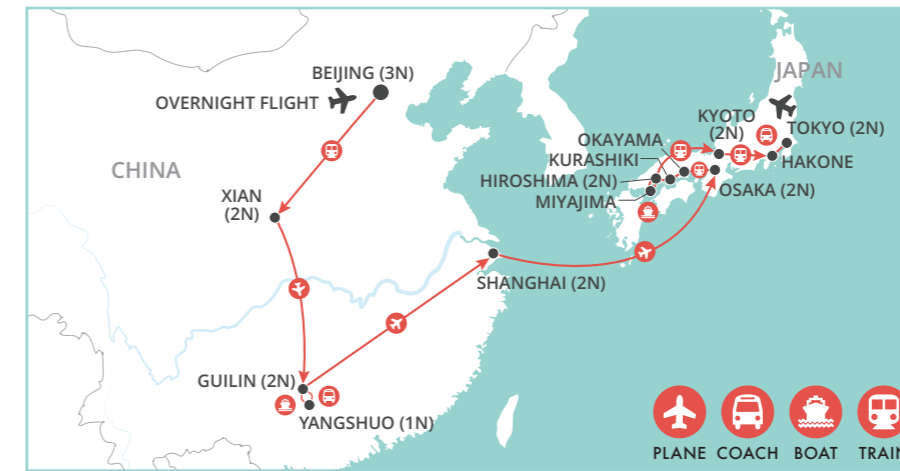 BEIJING (3N)
OVERNIGHT FLIGHT
CHINA
XIAN
(2N)
GUILIN (2N)
YANGSHUO (1N)
SHANGHAI (2N)
JAPAN
KYOTO
(2N)
TOKYO (2N)
OKAYAMA
KURASHIKI
HAKONE
HIROSHIMA (2N)
OSAKA (2N)
MIYAJIMA
PLANE
COACH
BOAT
TRAIN